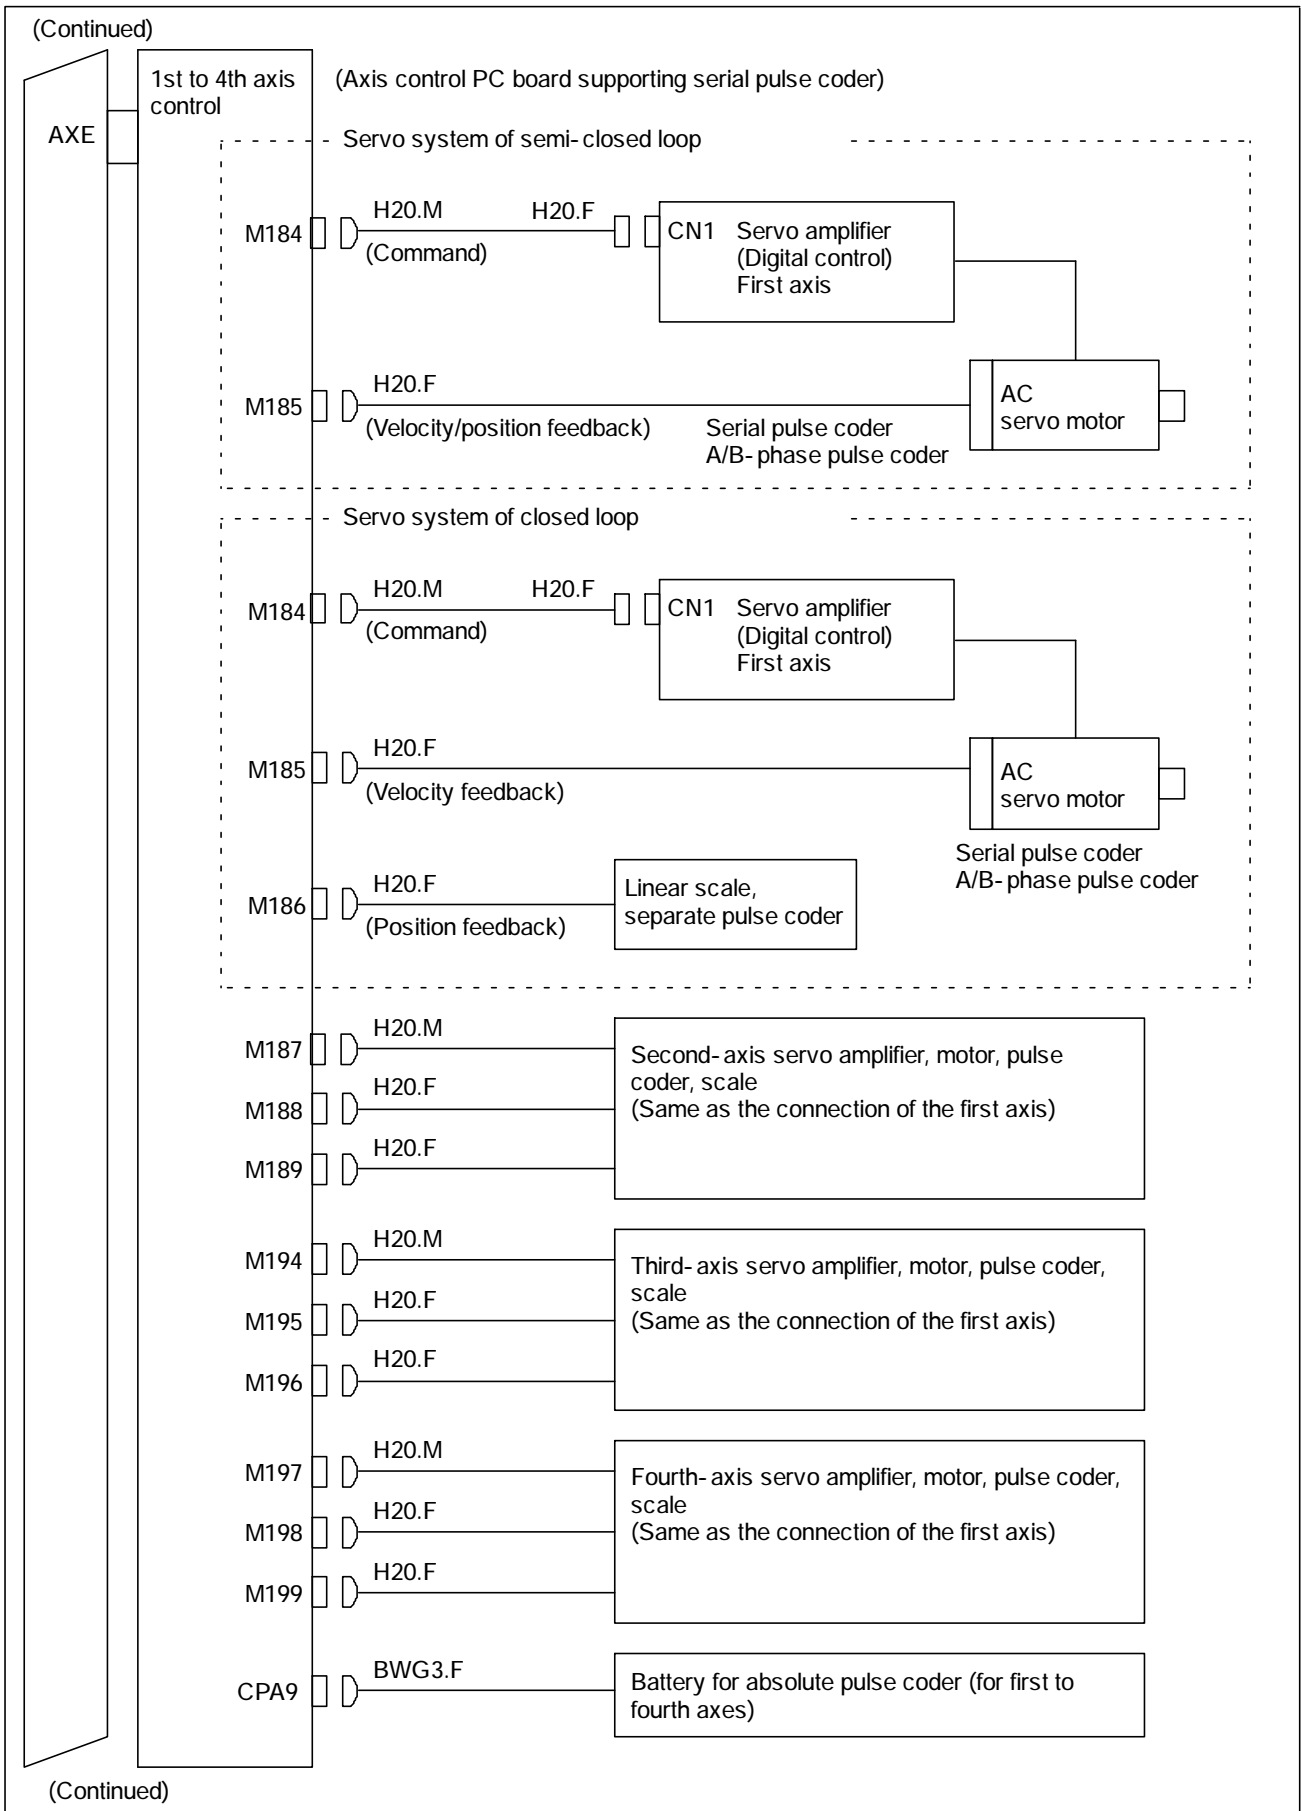 (Continued)
1st to 4th axis
control
(Axis control PC board supporting serial pulse coder)
AXE
Servo system of semi-closed loop
M184
H20.M
H20.F
(Command)
CN1
Servo amplifier
(Digital control)
First axis
M185
H20.F
(Velocity/position feedback)
Serial pulse coder
A/B-phase pulse coder
AC
servo motor
Servo system of closed loop
M184
H20.M
H20.F
(Command)
CN1
Servo amplifier
(Digital control)
First axis
M185
H20.F
(Velocity feedback)
AC
servo motor
Serial pulse coder
A/B-phase pulse coder
M186
H20.F
(Position feedback)
Linear scale,
separate pulse coder
M187
H20.M
M188
H20.F
M189
H20.F
Second-axis servo amplifier, motor, pulse
coder, scale
(Same as the connection of the first axis)
M194
H20.M
M195
H20.F
M196
H20.F
Third-axis servo amplifier, motor, pulse coder,
scale
(Same as the connection of the first axis)
M197
H20.M
M198
H20.F
M199
H20.F
Fourth-axis servo amplifier, motor, pulse coder,
scale
(Same as the connection of the first axis)
CPA9
BWG3.F
Battery for absolute pulse coder (for first to
fourth axes)
(Continued)